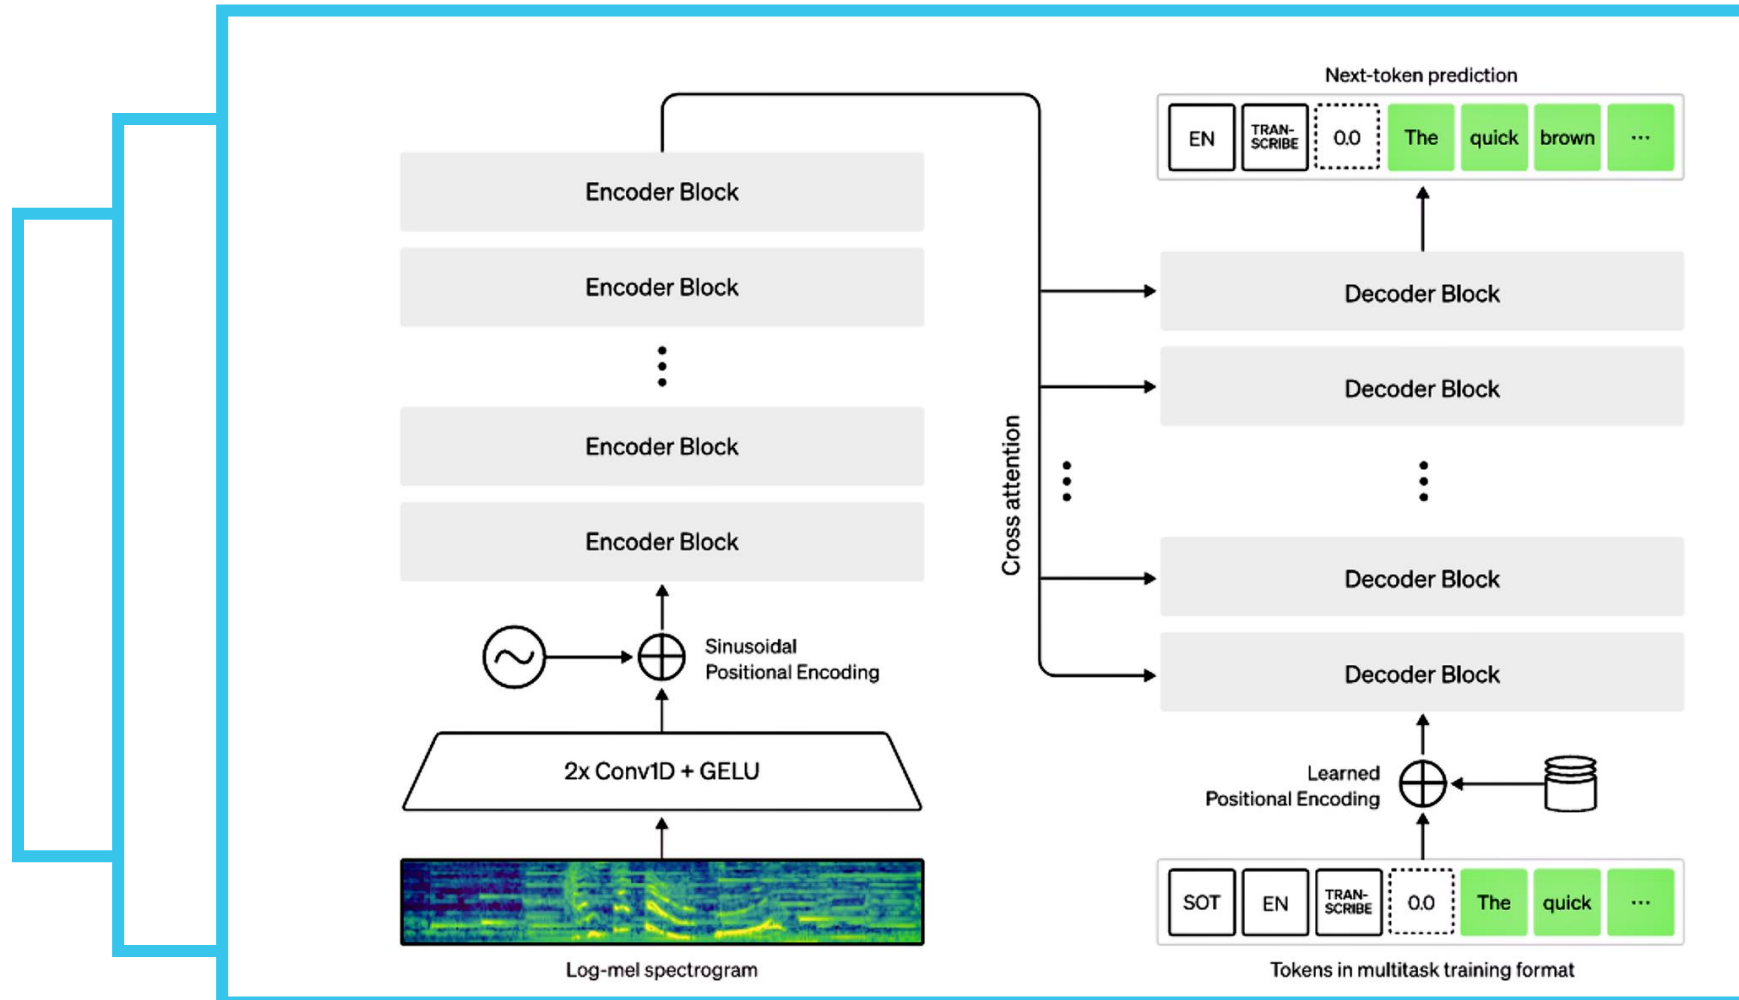 Next-token prediction
EN
TRAN-
SCRIBE
0.0
The
quick
brown
...
Encoder Block
Encoder Block
Encoder Block
Encoder Block
Sinusoidal
Positional Encoding
2x Conv1D + GELU
Log-mel spectrogram
Cross attention
Decoder Block
Decoder Block
Decoder Block
Decoder Block
Learned
Positional Encoding
SOT
EN
TRAN-
SCRIBE
0.0
The
quick
...
Tokens in multitask training format